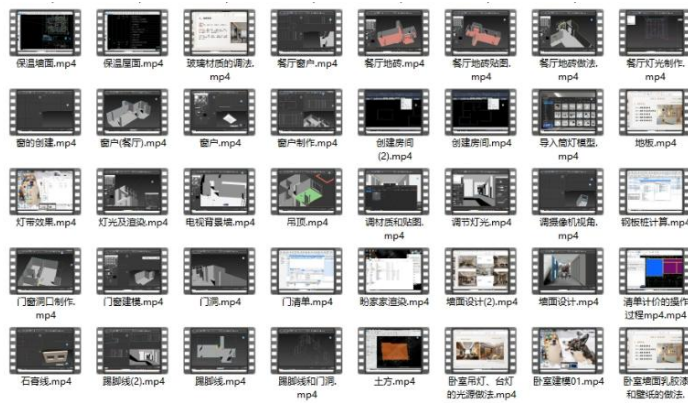 保温墙面.mp4
保温屋面.mp4
玻璃材质的调法.
mp4
餐厅窗户.mp4
餐厅地砖.mp4
餐厅地砖贴图.
mp4
餐厅地砖做法.
mp4
餐厅灯光制作.
mp4
窗的创建.mp4
窗户(餐厅).mp4
窗户.mp4
窗户制作.mp4
创建房间
(2).mp4
创建房间.mp4
导入筒灯模型.
mp4
地板.mp4
灯带效果.mp4
灯光及渲染.mp4
电视背景墙.mp4
吊顶.mp4
调材质和贴图.
mp4
调节灯光.mp4
调摄像机视角.
mp4
钢板桩计算.mp4
门窗洞口制作.
mp4
门窗建模.mp4
门洞.mp4
门清单.mp4
盼家家渲染.mp4
墙面设计(2).mp4
墙面设计.mp4
清单计价的操作
过程mp4.mp4
石膏线.mp4
踢脚线(2).mp4
踢脚线.mp4
踢脚线和门洞.
mp4
土方.mp4
卧室吊灯、台灯
的光源做法.mp4
卧室建模01.mp4
卧室墙面乳胶漆
和壁纸的做法.